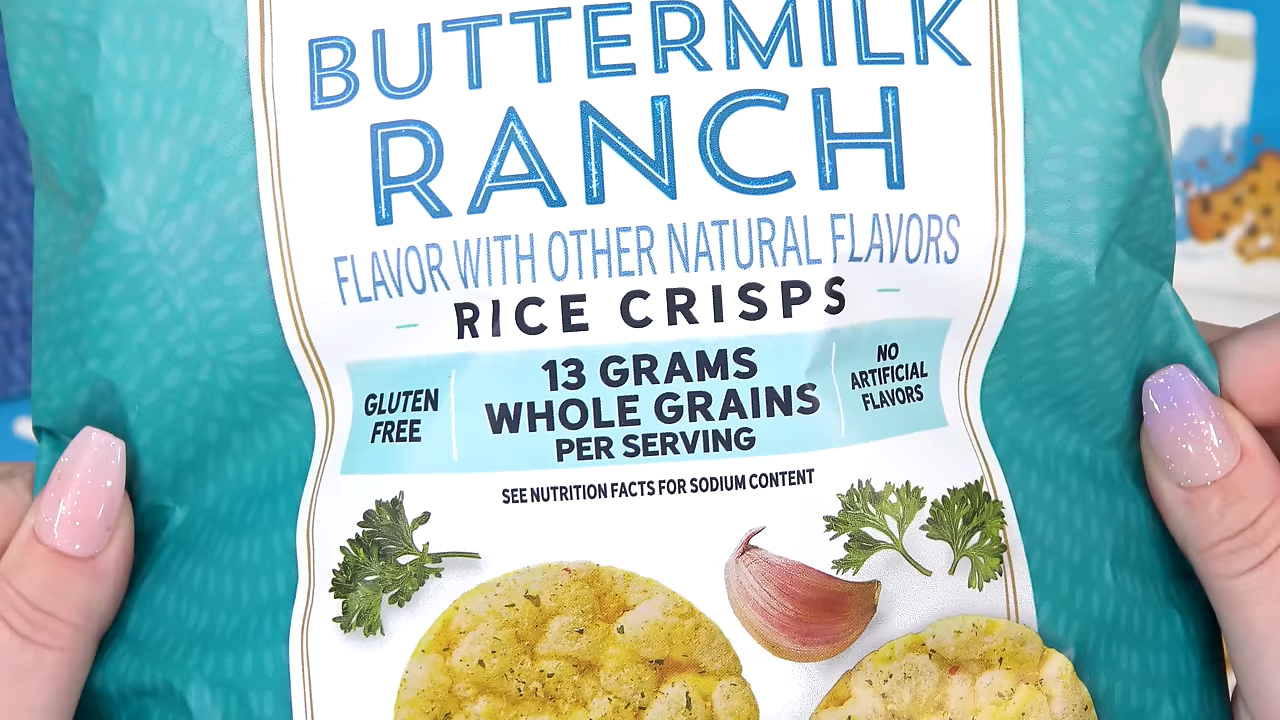 BUTTERMILK
RANCH
FLAVOR WITH OTHER NATURAL FLAVORS
RICE CRISPS
GLUTEN
FREE
13 GRAMS
WHOLE GRAINS
PER SERVING
NO
ARTIFICIAL
FLAVORS
SEE NUTRITION FACTS FOR SODIUM CONTENT